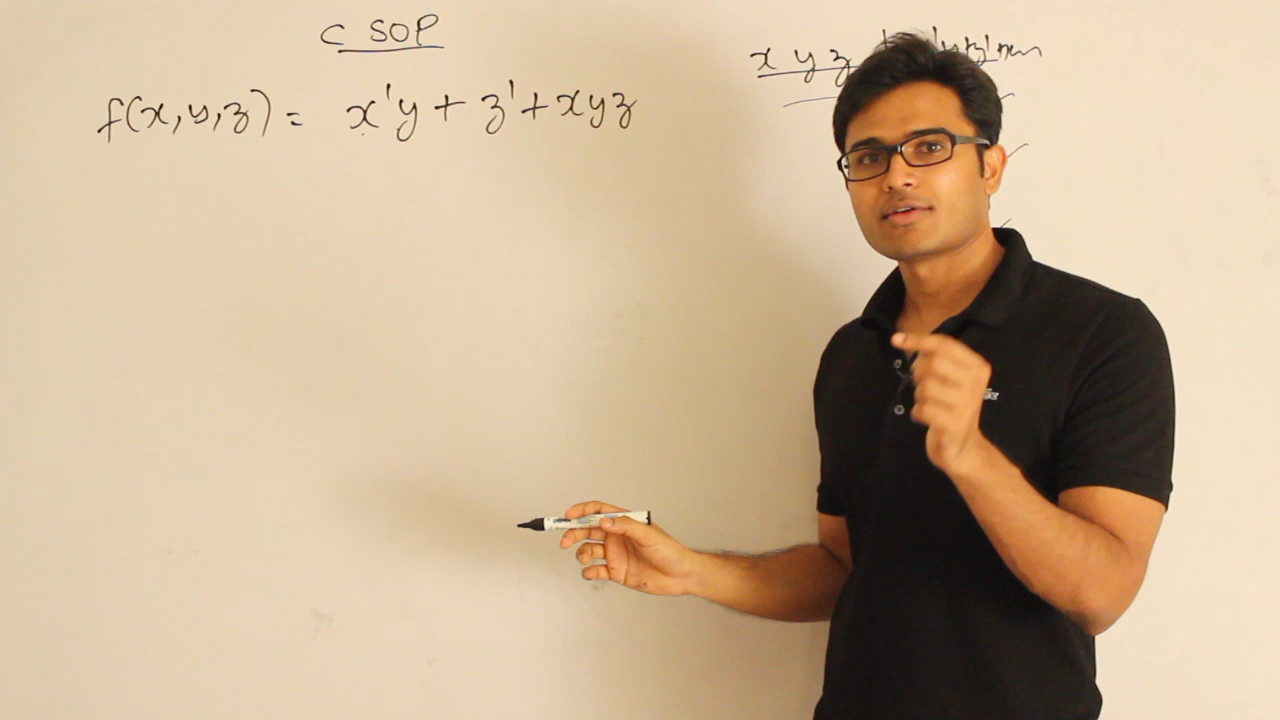 C SOP
f(x,y,z) = x'y + z' + xyz
x y z